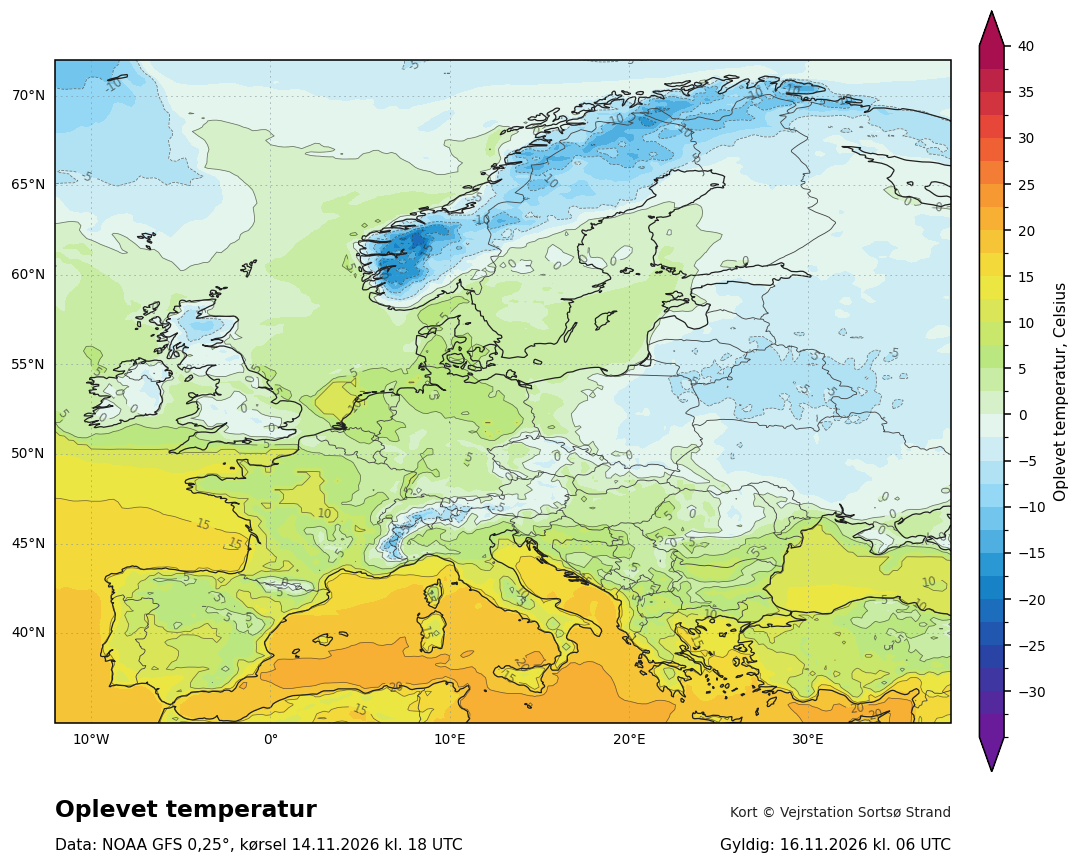 40
35
30
25
20
15
10
5
0
−5
−10
−15
−20
−25
−30
Oplevet temperatur, Celsius
70°N
65°N
60°N
55°N
50°N
45°N
40°N
10°W
0°
10°E
20°E
30°E
Oplevet temperatur
Kort © Vejrstation Sortsø Strand
Data: NOAA GFS 0,25°, kørsel 14.11.2026 kl. 18 UTC
Gyldig: 16.11.2026 kl. 06 UTC